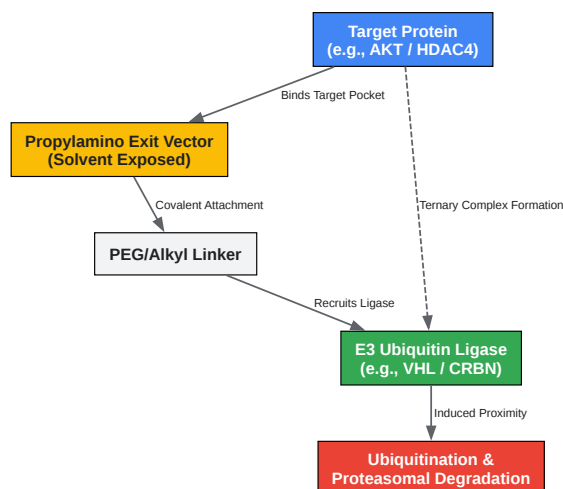 Target Protein
(e.g., AKT / HDAC4)
Binds Target Pocket
Propylamino Exit Vector
(Solvent Exposed)
Covalent Attachment
Ternary Complex Formation
PEG/Alkyl Linker
Recruits Ligase
E3 Ubiquitin Ligase
(e.g., VHL / CRBN)
Induced Proximity
Ubiquitination &
Proteasomal Degradation